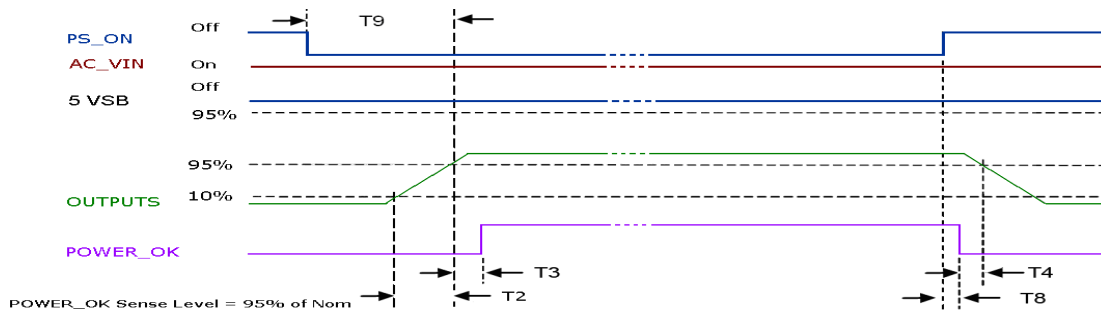 T9
Off
PS_ON
AC_VIN
On
Off
5 VSB
95%
95%
10%
OUTPUTS
POWER_OK
T3
T4
T2
T8
POWER_OK Sense Level = 95% of Nom